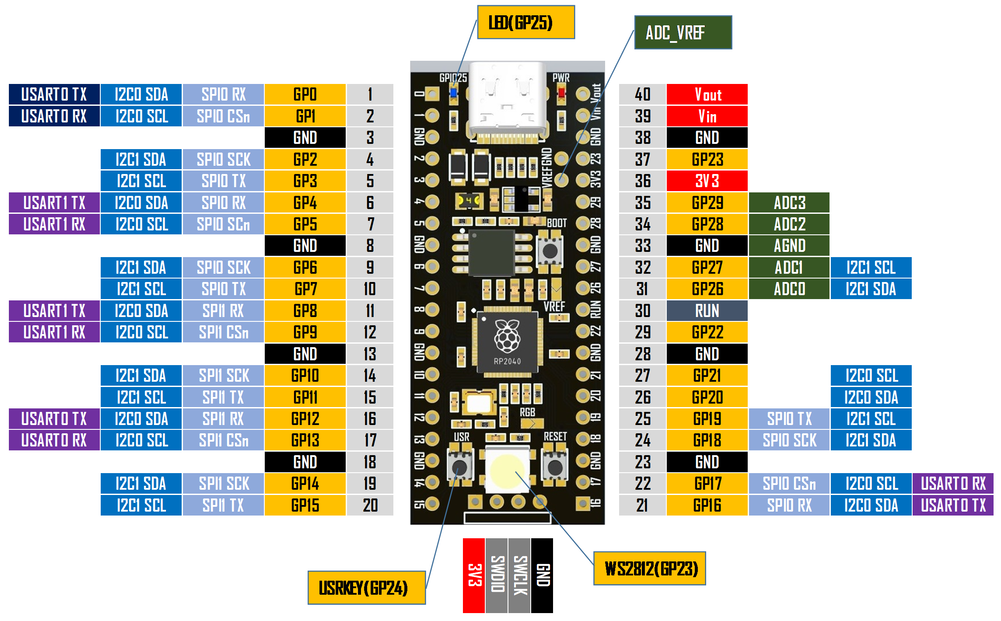 LED(GP25)
ADC_VREF
USART0 TX I2C0 SDA SPI0 RX GP0 1
USART0 RX I2C0 SCL SPI0 CSn GP1 2
GND 3
I2C1 SDA SPI0 SCK GP2 4
I2C1 SCL SPI0 TX GP3 5
USART1 TX I2C0 SDA SPI0 RX GP4 6
USART1 RX I2C0 SCL SPI0 SCn GP5 7
GND 8
I2C1 SDA SPI0 SCK GP6 9
I2C1 SCL SPI0 TX GP7 10
USART1 TX I2C0 SDA SPI1 RX GP8 11
USART1 RX I2C0 SCL SPI1 CSn GP9 12
GND 13
I2C1 SDA SPI1 SCK GP10 14
I2C1 SCL SPI1 TX GP11 15
USART0 TX I2C0 SDA SPI1 RX GP12 16
USART0 RX I2C0 SCL SPI1 CSn GP13 17
GND 18
I2C1 SDA SPI1 SCK GP14 19
I2C1 SCL SPI1 TX GP15 20
GPIO25
PWR
0
1
GND
2
3
4
5
GND
6
7
8
9
GND
10
11
12
13
GND
14
15
VREF
GND
4
BOOT
VREF
RP2040
RGB
USR
RESET
Vout
Vin
GND
23
3V3
29
28
GND
27
26
RUN
22
GND
21
20
19
18
GND
17
16
40 Vout
39 Vin
38 GND
37 GP23
36 3V3
35 GP29 ADC3
34 GP28 ADC2
33 GND AGND
32 GP27 ADC1 I2C1 SCL
31 GP26 ADC0 I2C1 SDA
30 RUN
29 GP22
28 GND
27 GP21 I2C0 SCL
26 GP20 I2C0 SDA
25 GP19 SPI0 TX I2C1 SCL
24 GP18 SPI0 SCK I2C1 SDA
23 GND
22 GP17 SPI0 CSn I2C0 SCL USART0 RX
21 GP16 SPI0 RX I2C0 SDA USART0 TX
3V3
SWDIO
SWCLK
GND
USRKEY(GP24)
WS2812(GP23)